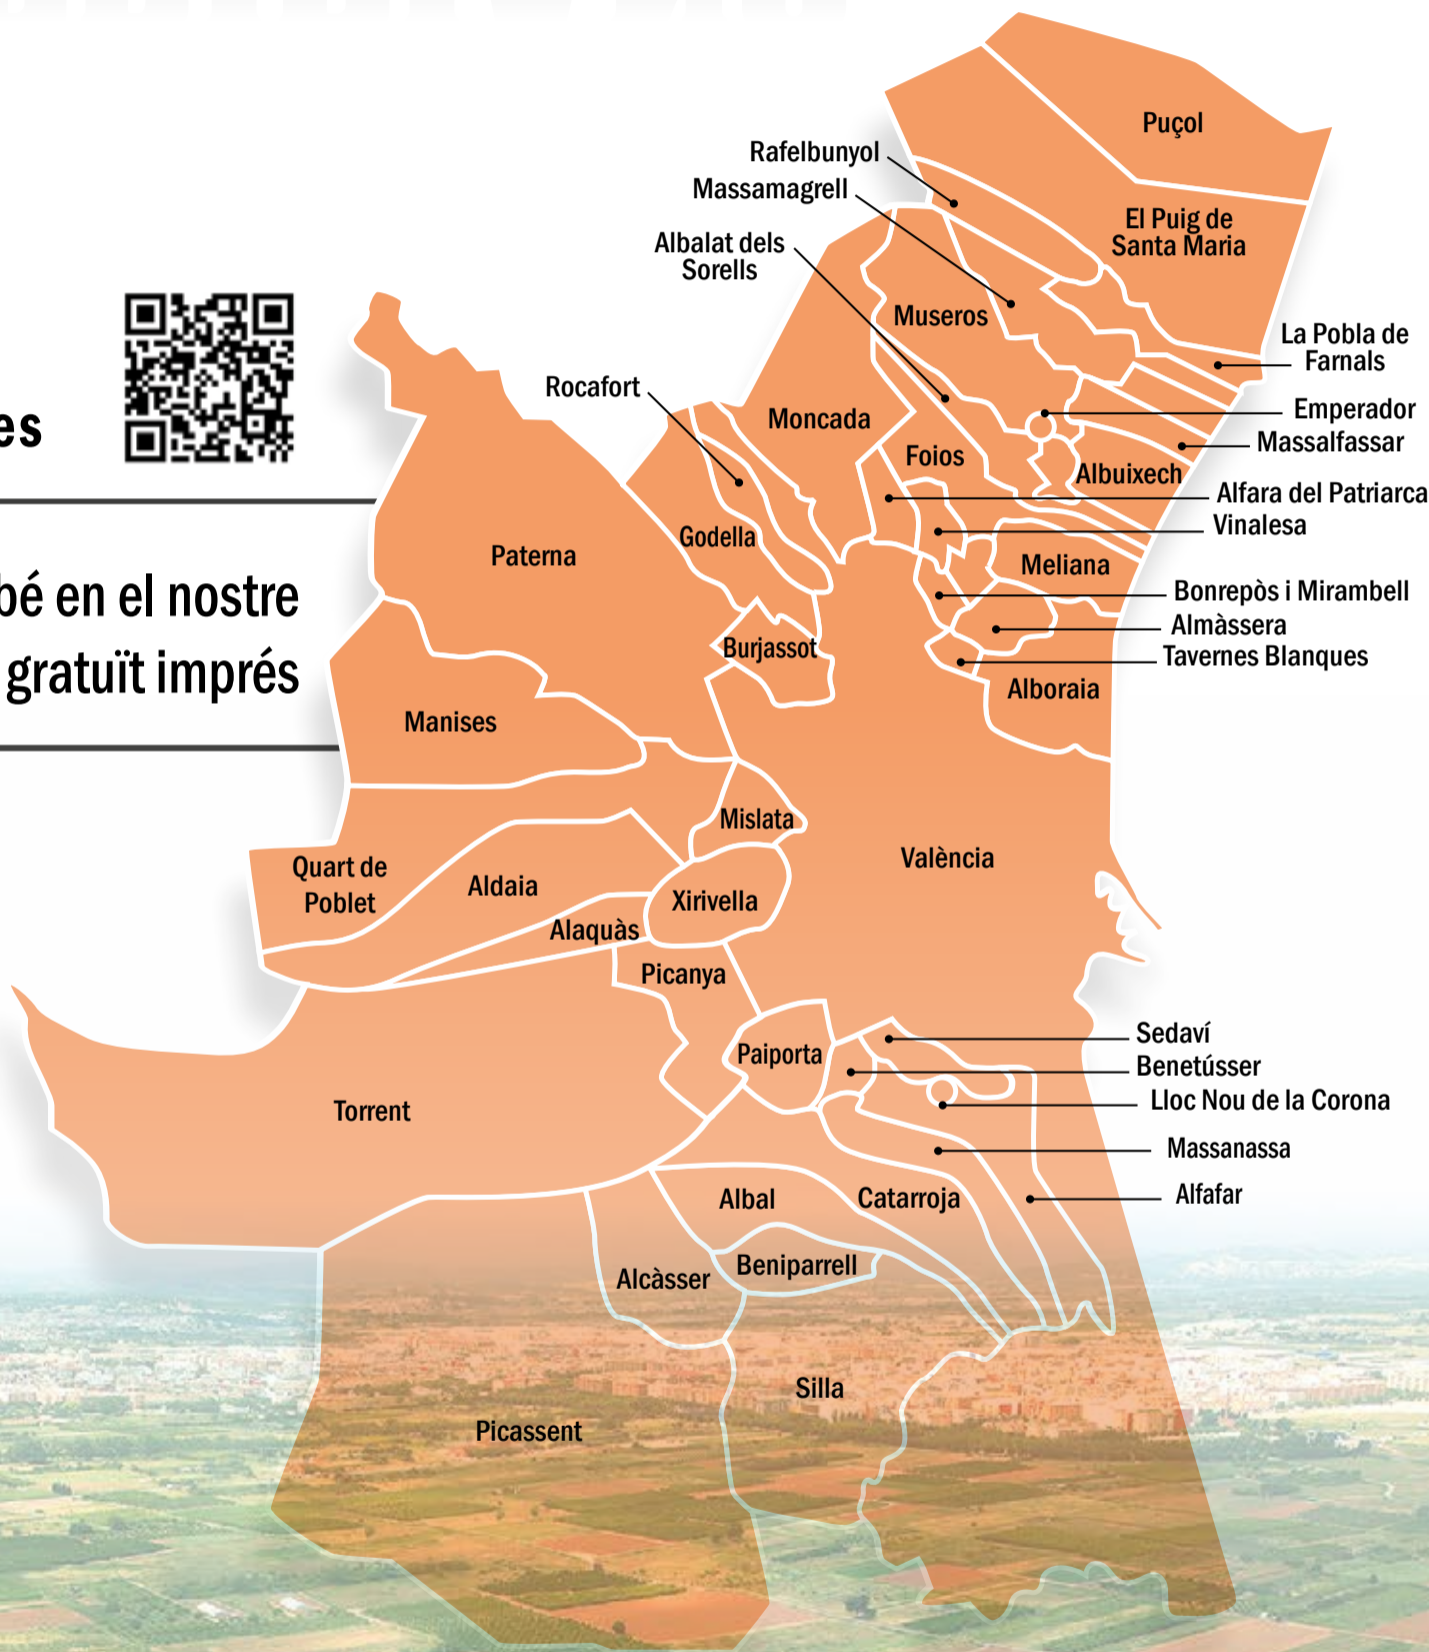 Puçol
Rafelbunyol
Massamagrell
El Puig de
Santa Maria
Albalat dels
Sorells
Museros
La Pobla de
Farnals
Rocafort
Moncada
Emperador
es
Massalfassar
Foios
Albuixech
Alfara del Patriarca
Vinalesa
Godella
Paterna
Meliana
bé en el nostre
Bonrepòs i Mirambell
Almàssera
Burjassot
Tavernes Blanques
gratuït imprés
Alboraia
Manises
Mislata
València
Quart de
Poblet
Aldaia
Xirivella
Alaquàs
Picanya
Sedaví
Paiporta
Benetússer
Lloc Nou de la Corona
Torrent
Massanassa
Alfafar
Albal
Catarroja
Beniparrell
Alcàsser
Silla
Picassent